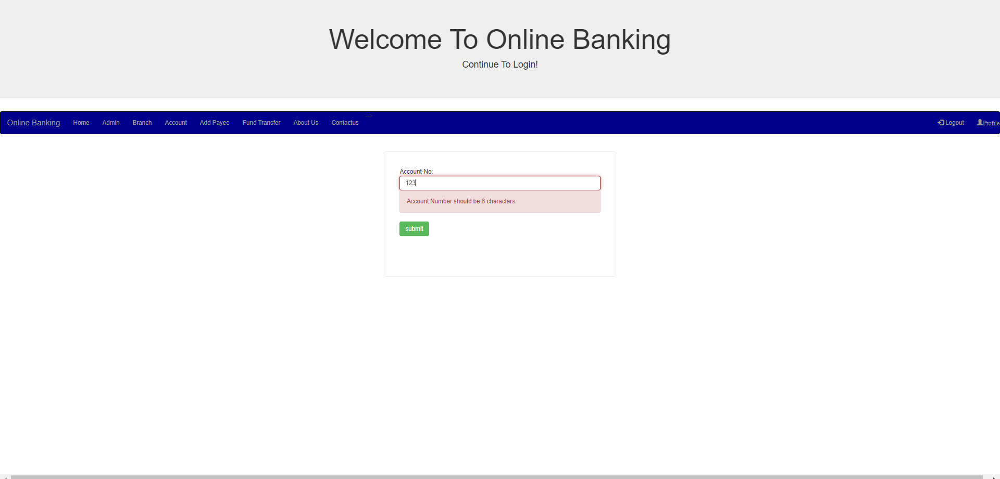 Welcome To Online Banking
Continue To Login!
Online Banking Home Admin Branch Account Add Payee Fund Transfer About Us Contactus --> Logout Profile
Account-No:
123
Account Number should be 6 characters
submit